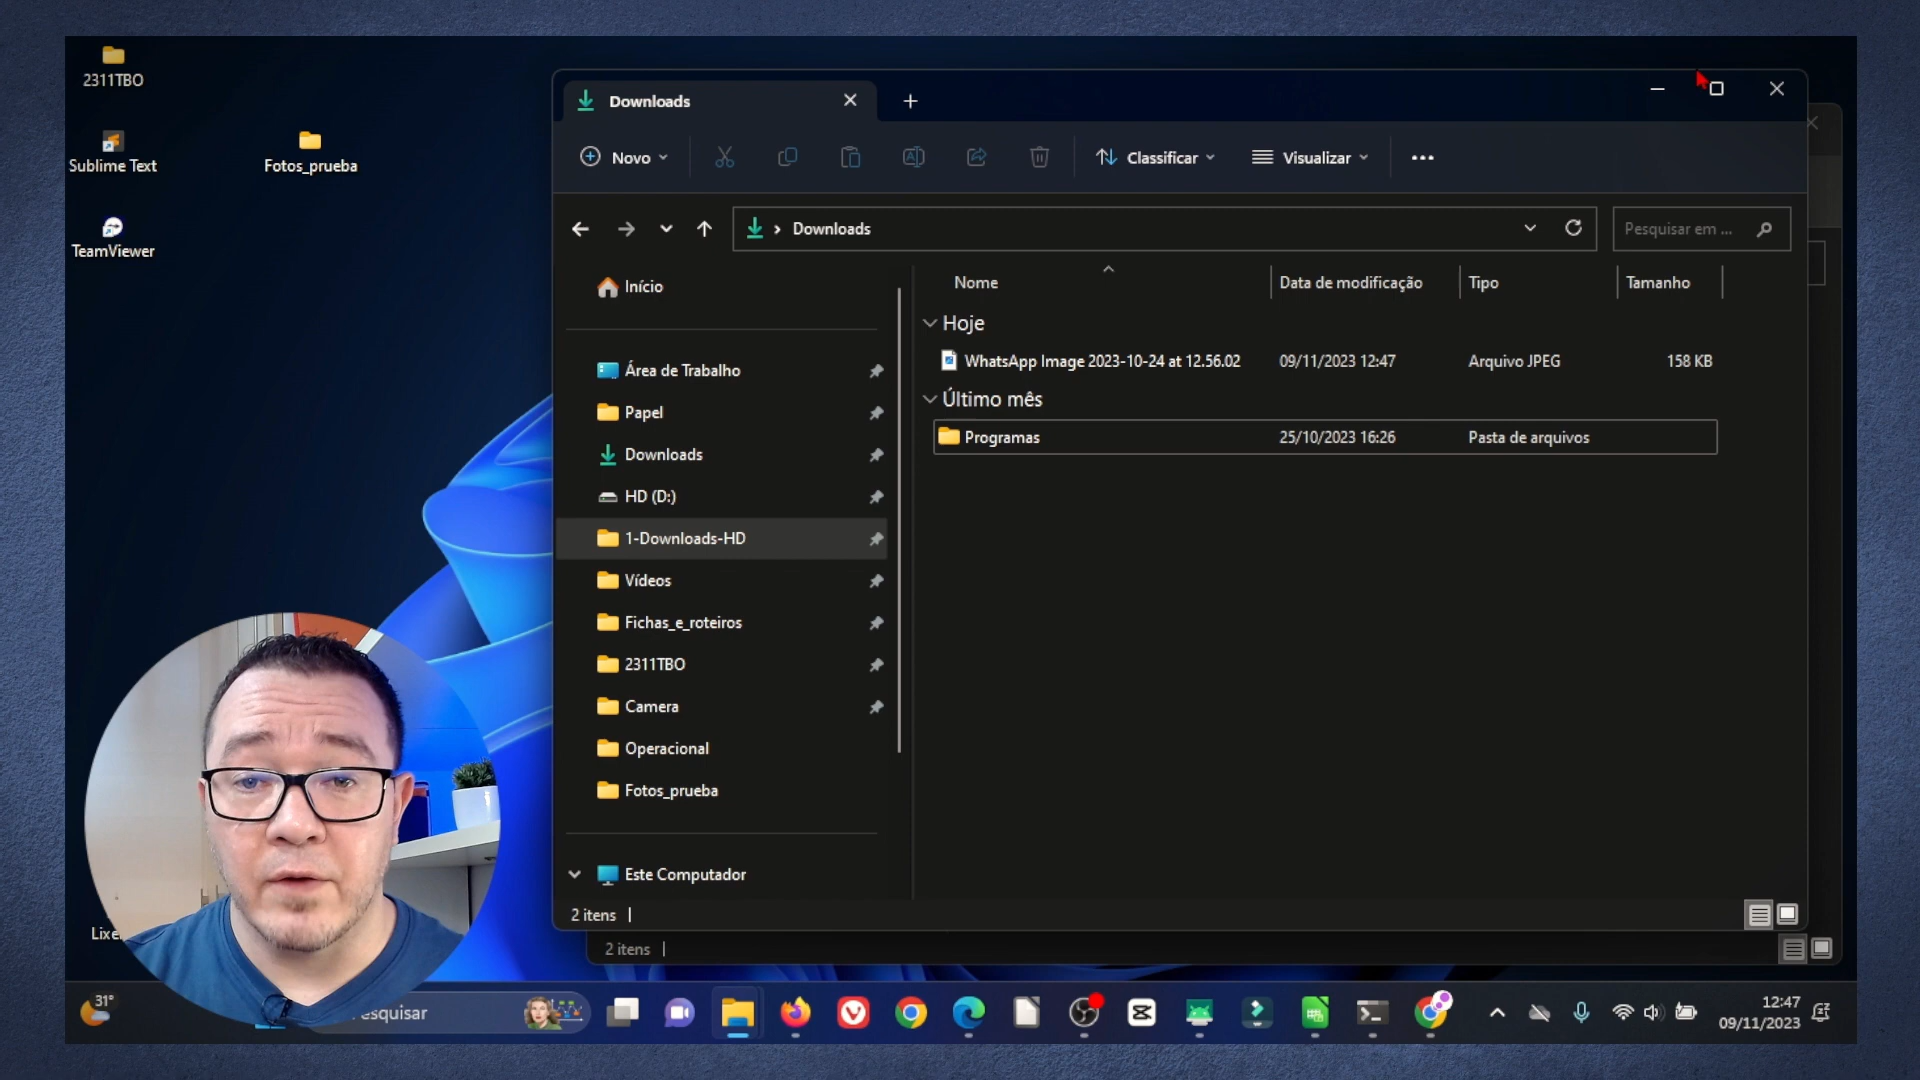 2311TBO
Sublime Text
Fotos_prueba
TeamViewer
Downloads
Novo
Classificar
Visualizar
Downloads
Pesquisar em ...
Início
Área de Trabalho
Papel
Downloads
HD (D:)
1-Downloads-HD
Vídeos
Fichas_e_roteiros
2311TBO
Camera
Operacional
Fotos_prueba
Este Computador
Nome Data de modificação Tipo Tamanho
Hoje
WhatsApp Image 2023-10-24 at 12.56.02 09/11/2023 12:47 Arquivo JPEG 158 KB
Último mês
Programas 25/10/2023 16:26 Pasta de arquivos
2 itens
2 itens
Lixe
31°
esquisar
12:47
09/11/2023